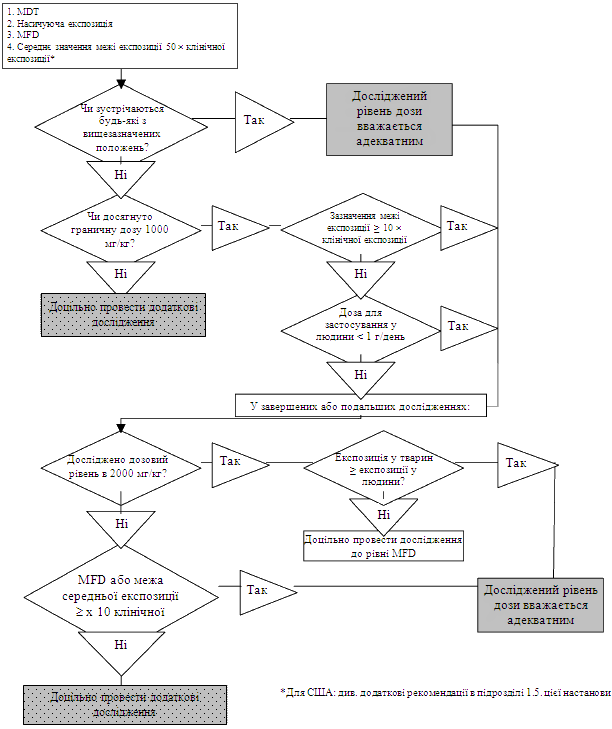 1. MDT
2. Насичуюча експозиція
3. MFD
4. Середнє значення межі експозиції 50 × клінічної
експозиції*
Чи зустрічаються
будь-які з
вищезазначених
положень?
Так
Досліджений
рівень дози
вважається
адекватним
Ні
Чи досягнуто
граничну дозу 1000
мг/кг?
Так
Зазначення межі
експозиції ≥ 10 ×
клінічної експозиції
Так
Ні
Ні
Доцільно провести додаткові
дослідження
Доза для
застосування у
людини < 1 г/день
Так
Ні
У завершених або подальших дослідженнях:
Досліджено дозовий
рівень в 2000 мг/кг?
Так
Експозиція у тварин
≥ експозиції у
людини?
Так
Ні
Ні
Доцільно провести дослідження
до рівні MFD
MFD або межа
середньої експозиції
≥ x 10 клінічної
Так
Досліджений рівень
дози вважається
адекватним
Ні
Доцільно провести додаткові
дослідження
*Для США: див. додаткові рекомендації в підрозділі 1.5. цієї настанови